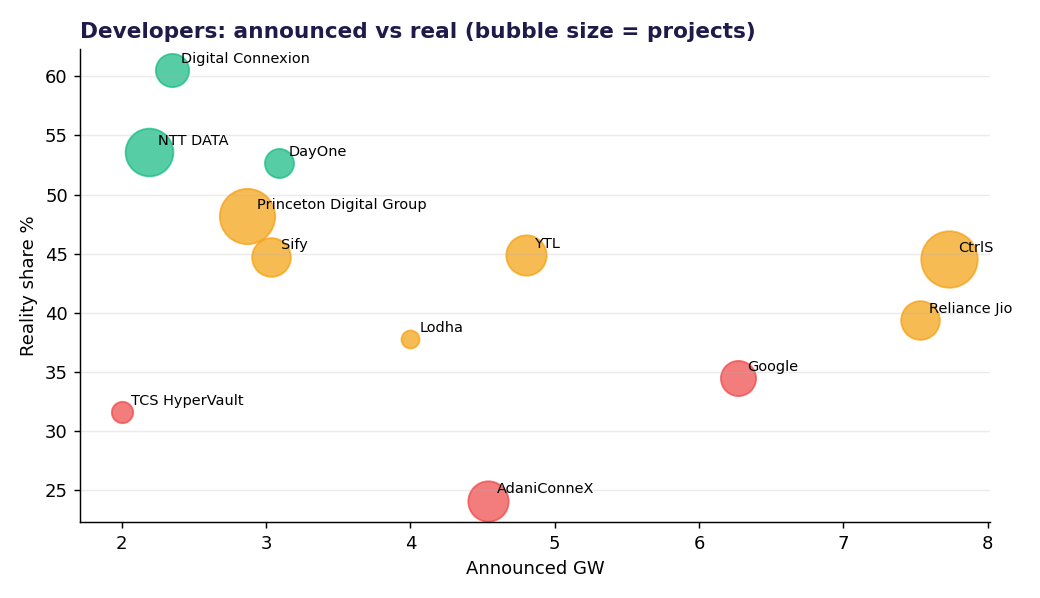 Developers: announced vs real (bubble size = projects)
Digital Connexion
NTT DATA
DayOne
Princeton Digital Group
Sify
YTL
CtrlS
Reliance Jio
Lodha
Google
TCS HyperVault
AdaniConneX
Reality share %
60
55
50
45
40
35
30
25
2 3 4 5 6 7 8
Announced GW